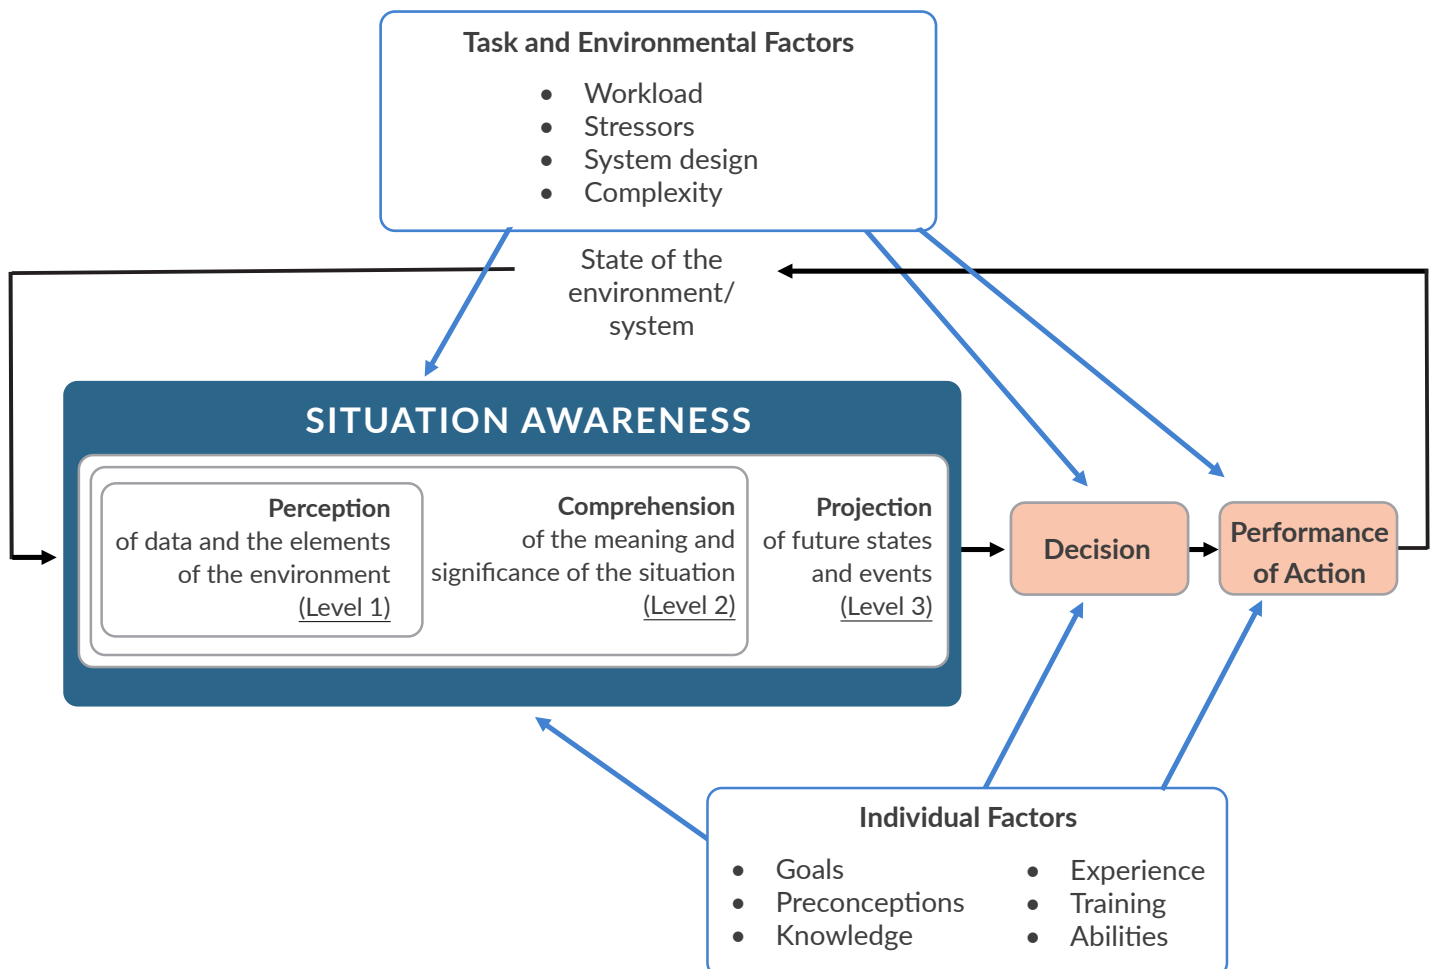 Task and Environmental Factors
• Workload
• Stressors
• System design
• Complexity
State of the
environment/
system
SITUATION AWARENESS
Perception
of data and the elements
of the environment
(Level 1)
Comprehension
of the meaning and
significance of the situation
(Level 2)
Projection
of future states
and events
(Level 3)
Decision
Performance
of Action
Individual Factors
• Goals
• Preconceptions
• Knowledge
• Experience
• Training
• Abilities